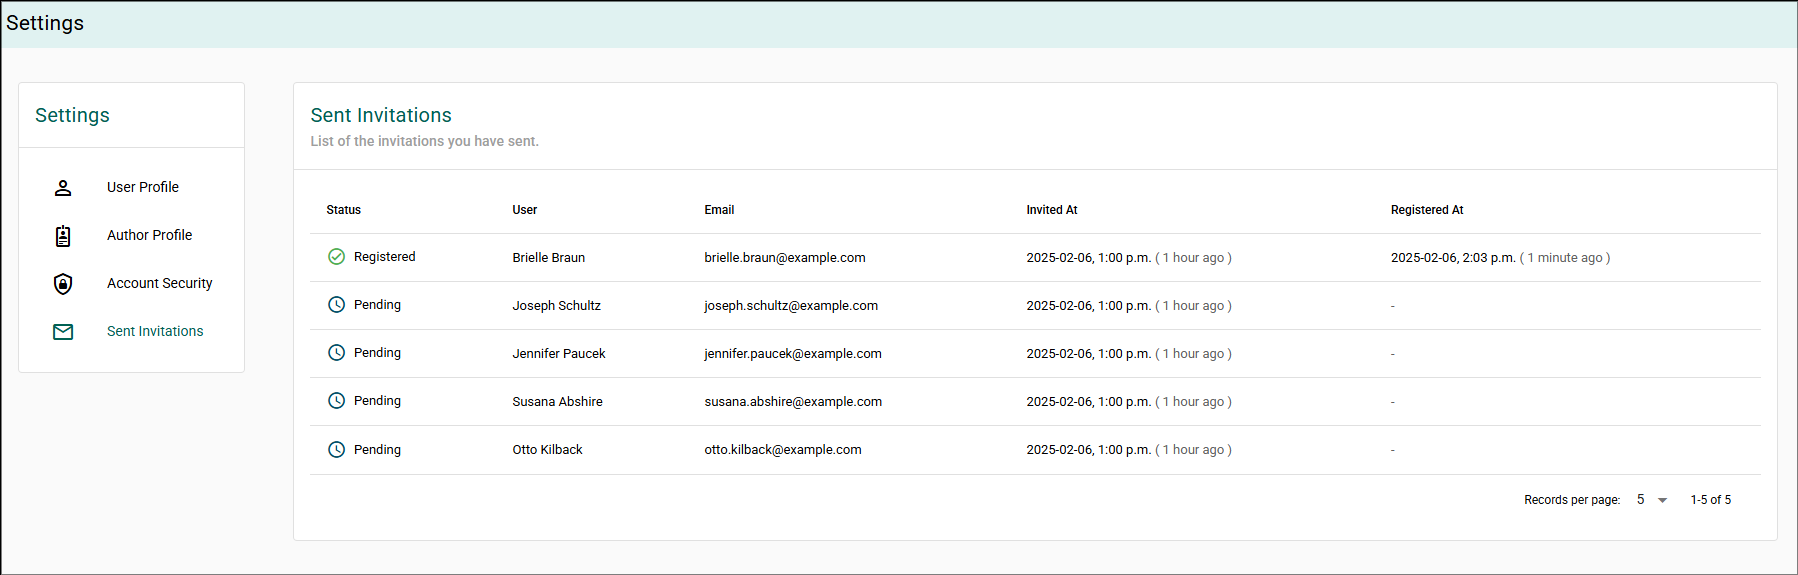 Settings
Settings
User Profile
Author Profile
Account Security
Sent Invitations
Sent Invitations
List of the invitations you have sent.
Status User Email Invited At Registered At
Registered Brielle Braun brielle.braun@example.com 2025-02-06, 1:00 p.m. ( 1 hour ago ) 2025-02-06, 2:03 p.m. ( 1 minute ago )
Pending Joseph Schultz joseph.schultz@example.com 2025-02-06, 1:00 p.m. ( 1 hour ago ) -
Pending Jennifer Paucek jennifer.paucek@example.com 2025-02-06, 1:00 p.m. ( 1 hour ago ) -
Pending Susana Abshire susana.abshire@example.com 2025-02-06, 1:00 p.m. ( 1 hour ago ) -
Pending Otto Kilback otto.kilback@example.com 2025-02-06, 1:00 p.m. ( 1 hour ago ) -
Records per page: 5 1-5 of 5